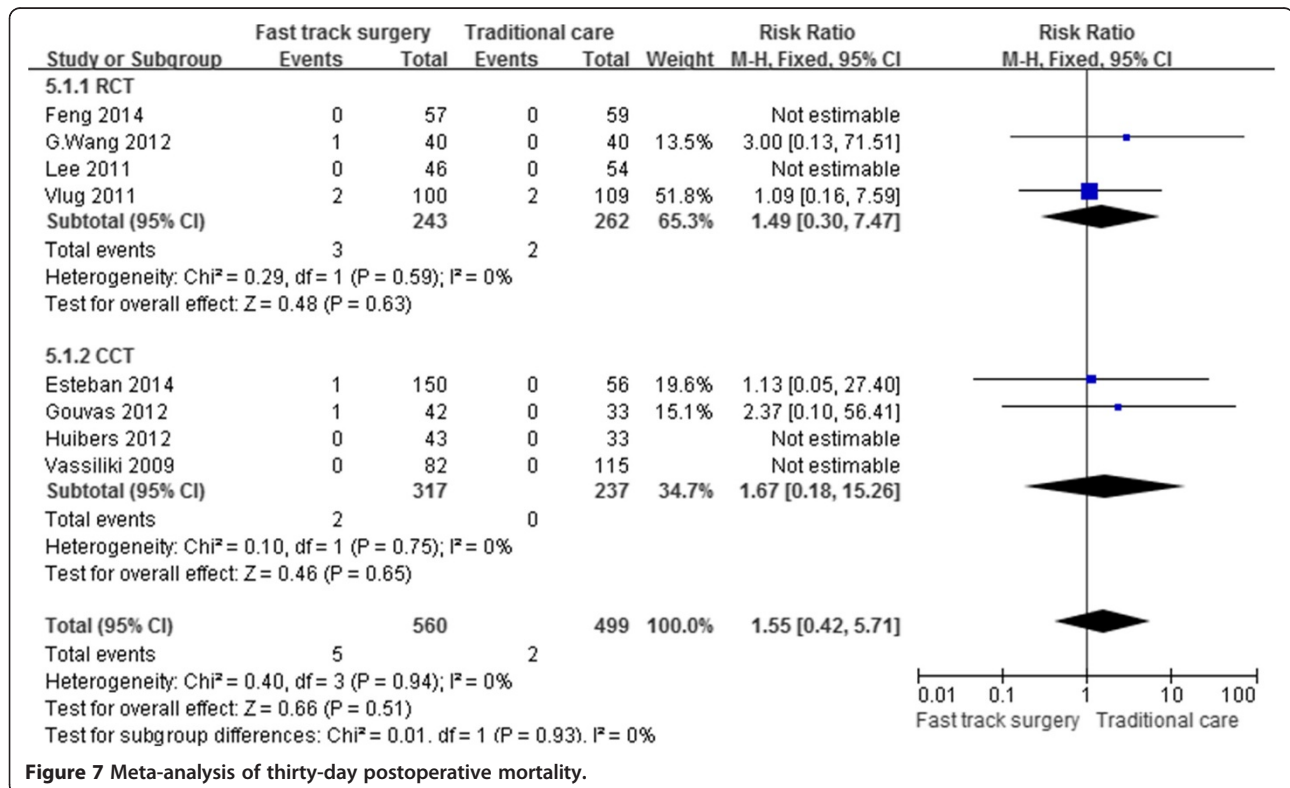 Fast track surgery Traditional care Risk Ratio Risk Ratio
Study or Subgroup Events Total Events Total Weight M-H, Fixed, 95% CI M-H, Fixed, 95% CI
5.1.1 RCT
Feng 2014 0 57 0 59 Not estimable
G.Wang 2012 1 40 0 40 13.5% 3.00 [0.13, 71.51]
Lee 2011 0 46 0 54 Not estimable
Vlug 2011 2 100 2 109 51.8% 1.09 [0.16, 7.59]
Subtotal (95% CI) 243 262 65.3% 1.49 [0.30, 7.47]
Total events 3 2
Heterogeneity: Chi² = 0.29, df = 1 (P = 0.59); I² = 0%
Test for overall effect: Z = 0.48 (P = 0.63)
5.1.2 CCT
Esteban 2014 1 150 0 56 19.6% 1.13 [0.05, 27.40]
Gouvas 2012 1 42 0 33 15.1% 2.37 [0.10, 56.41]
Huibers 2012 0 43 0 33 Not estimable
Vassiliki 2009 0 82 0 115 Not estimable
Subtotal (95% CI) 317 237 34.7% 1.67 [0.18, 15.26]
Total events 2 0
Heterogeneity: Chi² = 0.10, df = 1 (P = 0.75); I² = 0%
Test for overall effect: Z = 0.46 (P = 0.65)
Total (95% CI) 560 499 100.0% 1.55 [0.42, 5.71]
Total events 5 2
Heterogeneity: Chi² = 0.40, df = 3 (P = 0.94); I² = 0%
Test for overall effect: Z = 0.66 (P = 0.51)
Test for subgroup differences: Chi² = 0.01. df = 1 (P = 0.93). I² = 0%
0.01 0.1 1 10 100
Fast track surgery Traditional care
Figure 7 Meta-analysis of thirty-day postoperative mortality.